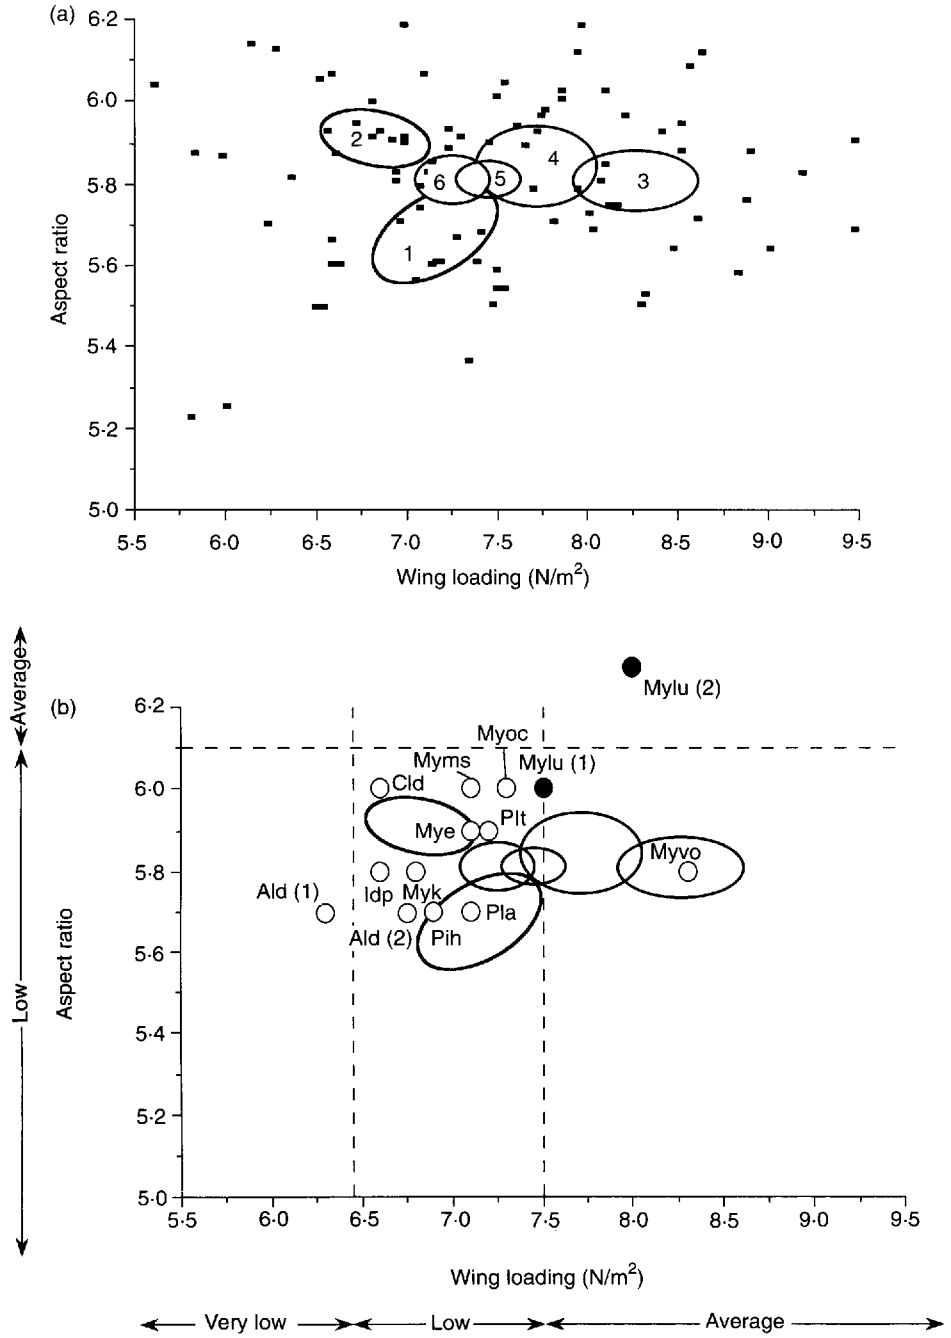 (a)
6·2
6·0
5·8
5·6
5·4
5·2
5·0
Aspect ratio
2
4
6
5
3
1
5·5 6·0 6·5 7·0 7·5 8·0 8·5 9·0 9·5
Wing loading (N/m²)
Average
Low
(b)
6·2
6·0
5·8
5·6
5·4
5·2
5·0
Aspect ratio
Mylu (2)
Myoc
Myms
Mylu (1)
Cld
Mye
Plt
Myvo
Ald (1)
Idp
Myk
Ald (2)
Pih
Pla
5·5 6·0 6·5 7·0 7·5 8·0 8·5 9·0 9·5
Wing loading (N/m²)
Very low Low Average